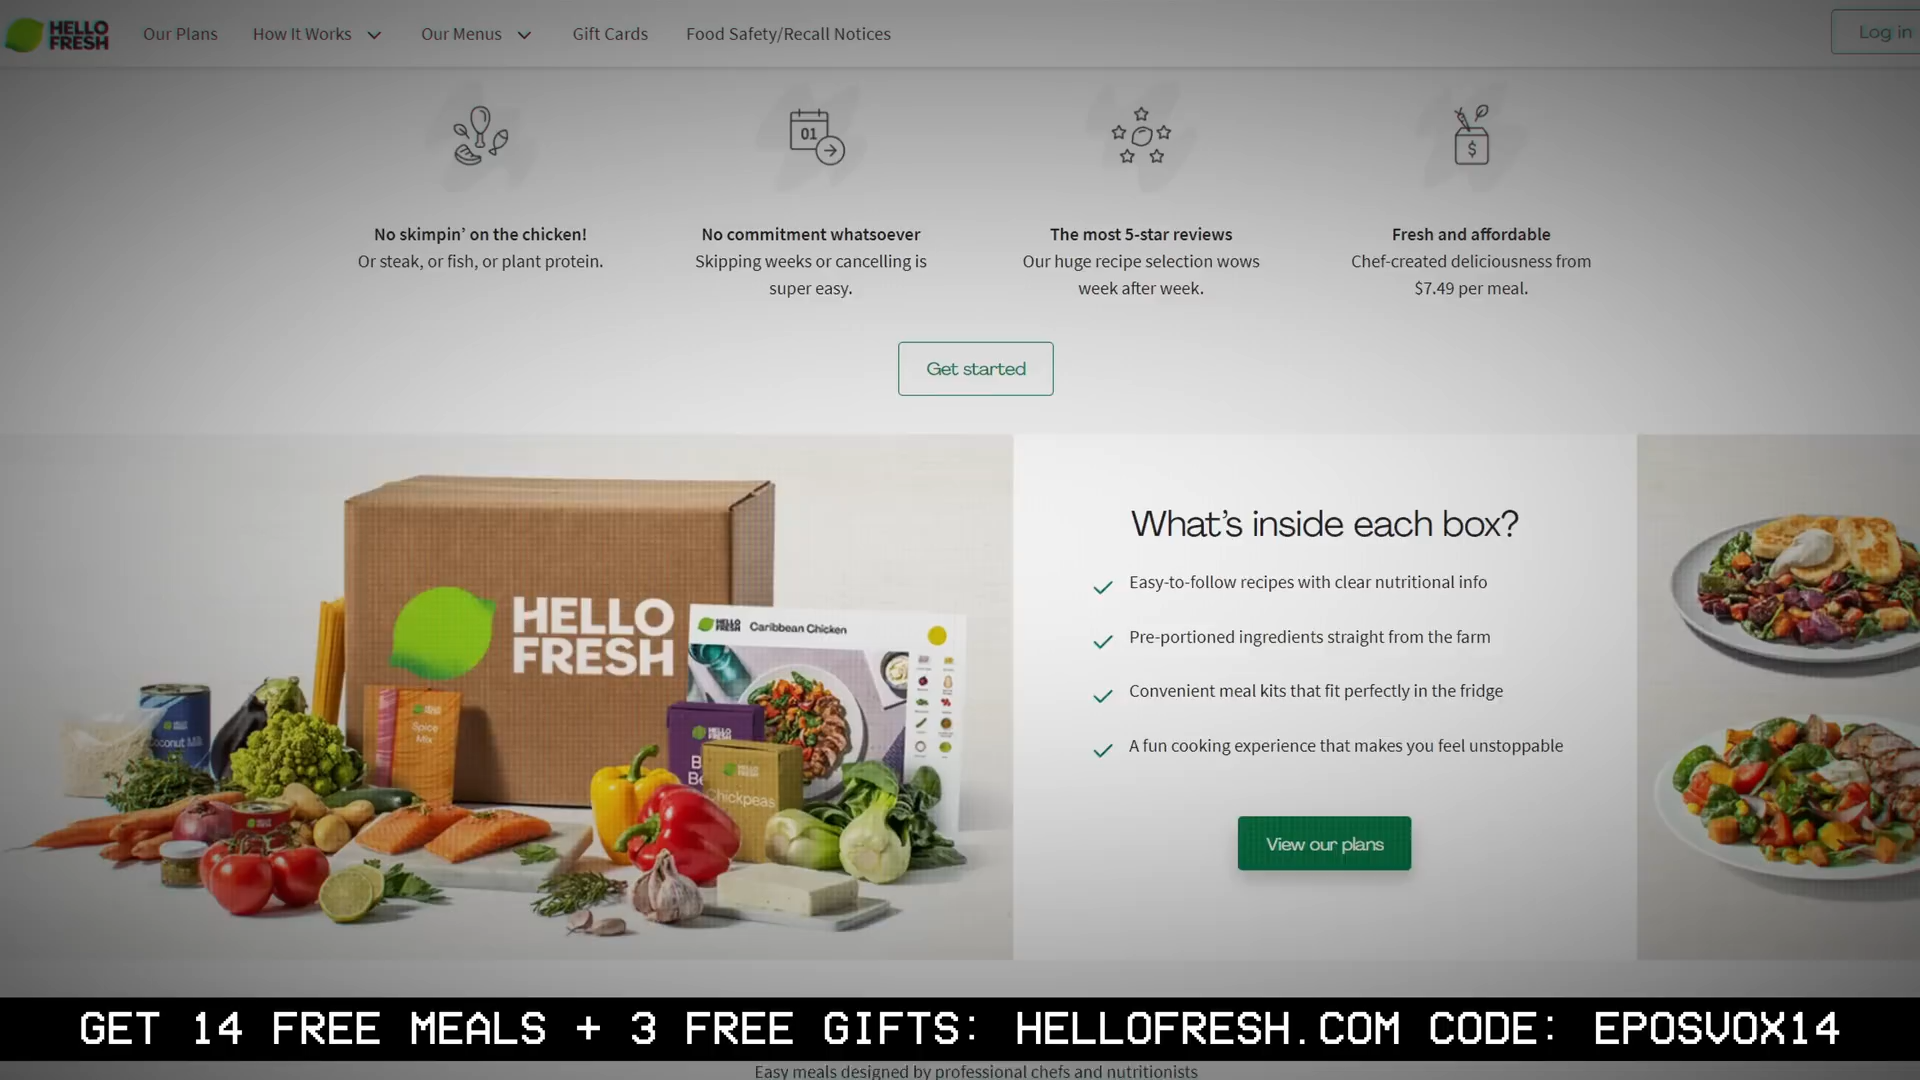 HELLO
FRESH
Our Plans
How It Works
Our Menus
Gift Cards
Food Safety/Recall Notices
Log in
01
$
No skimpin’ on the chicken!
Or steak, or fish, or plant protein.
No commitment whatsoever
Skipping weeks or cancelling is
super easy.
The most 5-star reviews
Our huge recipe selection wows
week after week.
Fresh and affordable
Chef-created deliciousness from
$7.49 per meal.
Get started
HELLO
FRESH
HELLO
FRESH
Caribbean Chicken
Spice
Mix
Chickpeas
What’s inside each box?
Easy-to-follow recipes with clear nutritional info
Pre-portioned ingredients straight from the farm
Convenient meal kits that fit perfectly in the fridge
A fun cooking experience that makes you feel unstoppable
View our plans
GET 14 FREE MEALS + 3 FREE GIFTS: HELLOFRESH.COM CODE: EPOSVOX14
Easy meals designed by professional chefs and nutritionists